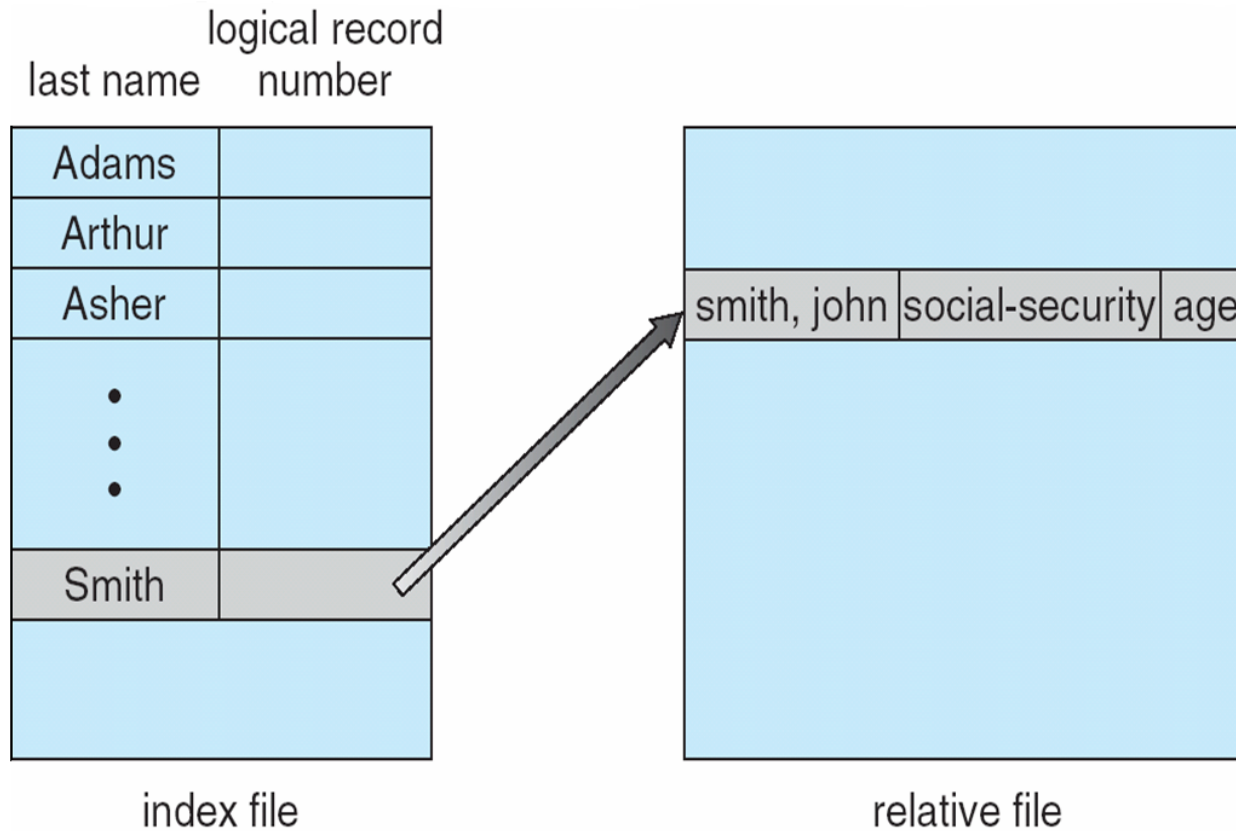 logical record
last name number
Adams
Arthur
Asher
Smith
smith, john social-security age
index file
relative file